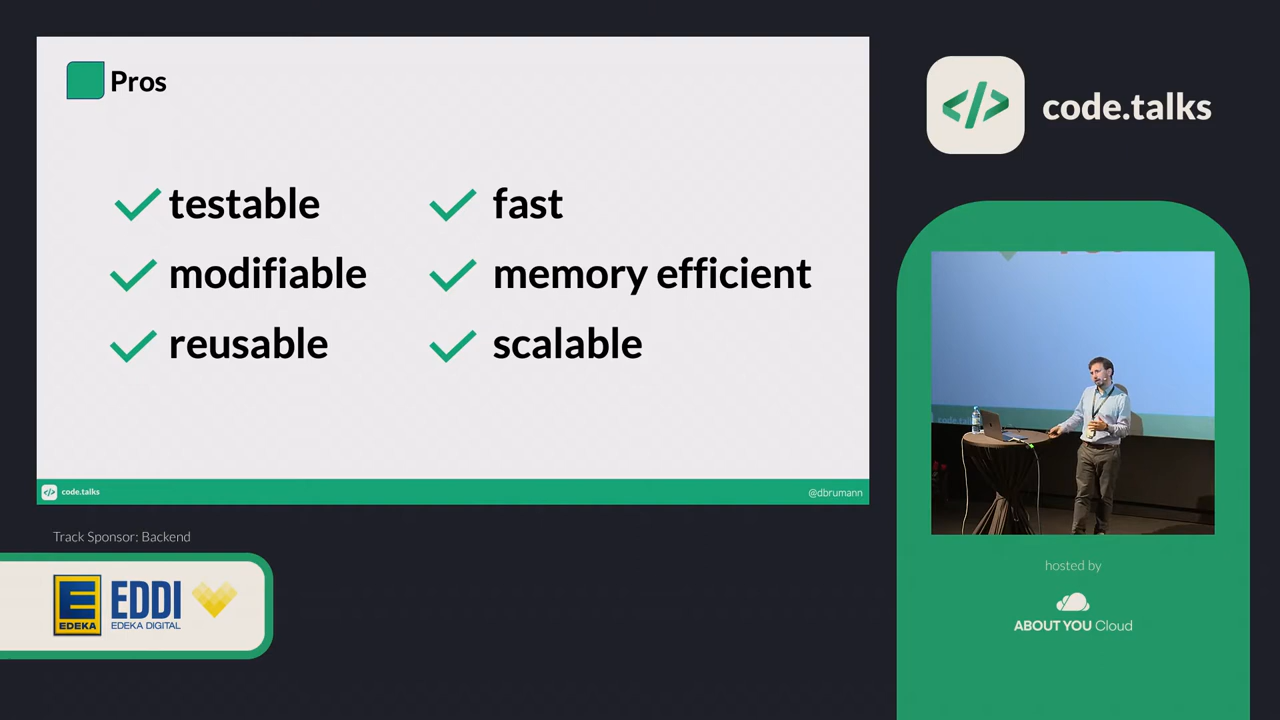 Pros
testable
fast
modifiable
memory efficient
reusable
scalable
</> code.talks
@dbrumann
</> code.talks
Track Sponsor: Backend
E
EDEKA
EDDI
EDEKA DIGITAL
hosted by
ABOUT YOU Cloud